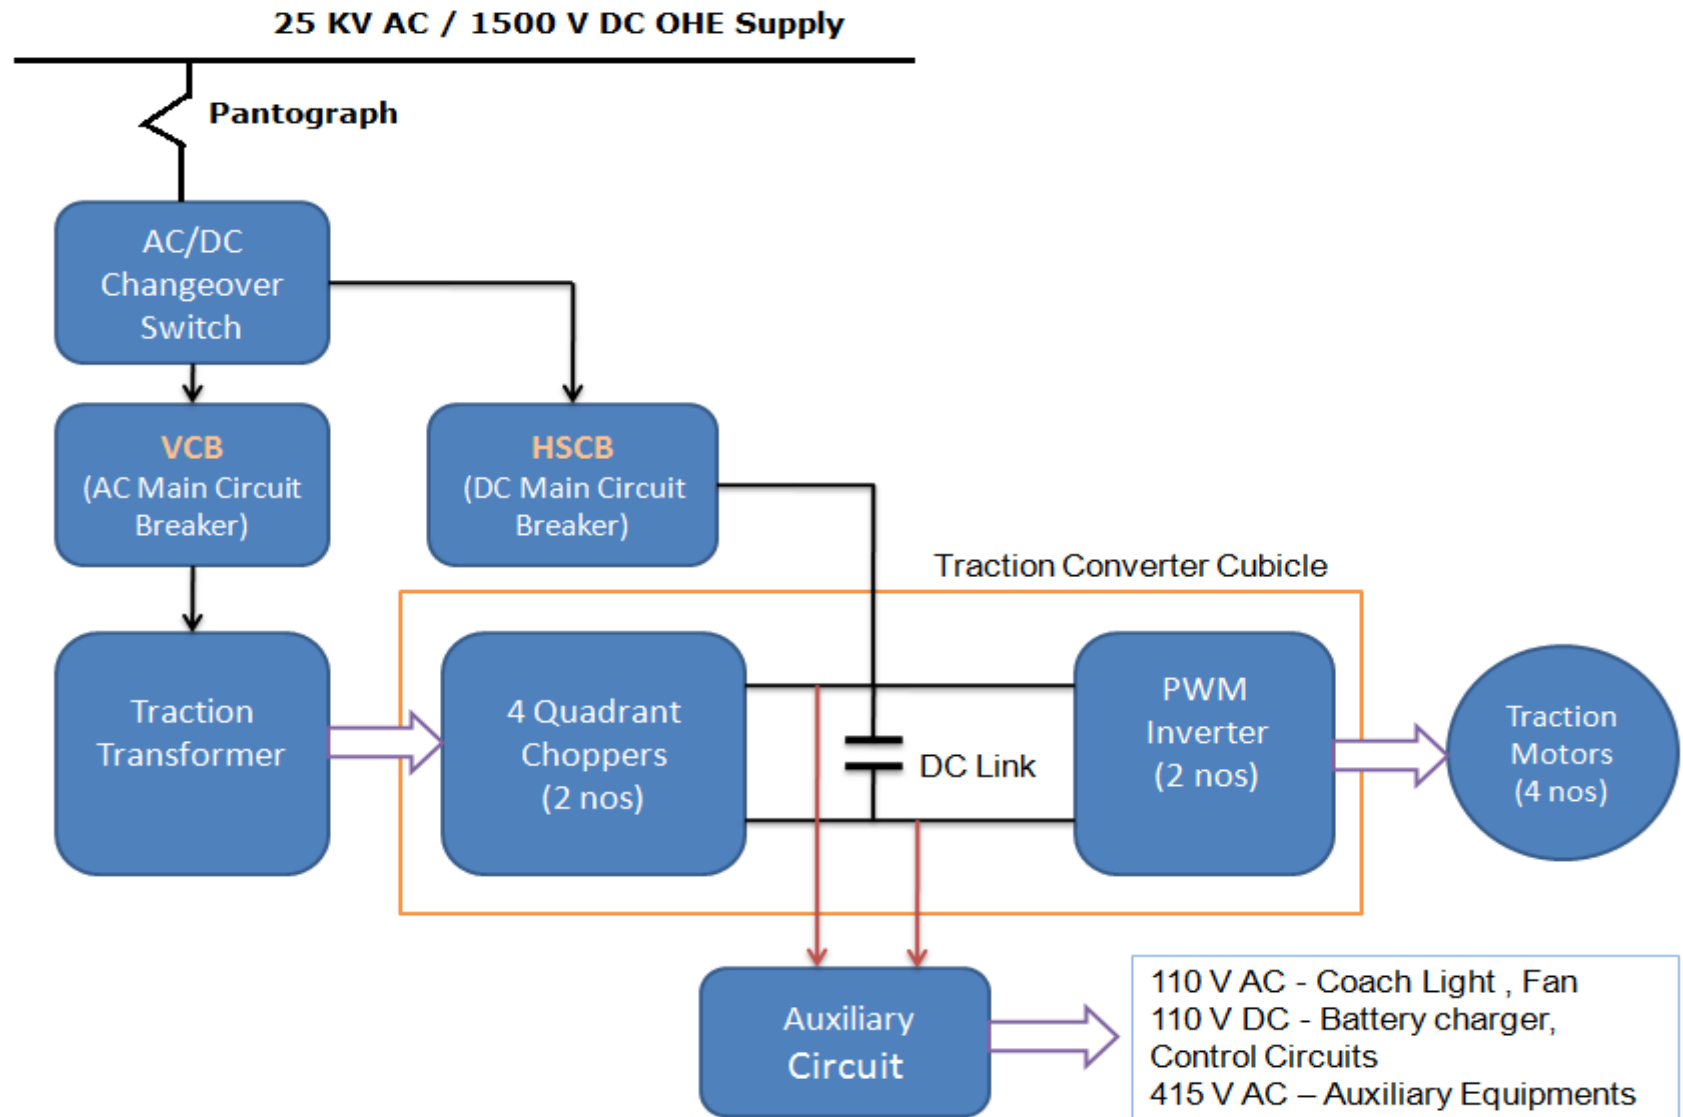 25 KV AC / 1500 V DC OHE Supply
Pantograph
AC/DC
Changeover
Switch
VCB
(AC Main Circuit
Breaker)
HSCB
(DC Main Circuit
Breaker)
Traction Converter Cubicle
Traction
Transformer
4 Quadrant
Choppers
(2 nos)
DC Link
PWM
Inverter
(2 nos)
Traction
Motors
(4 nos)
Auxiliary
Circuit
110 V AC - Coach Light , Fan
110 V DC - Battery charger,
Control Circuits
415 V AC – Auxiliary Equipments